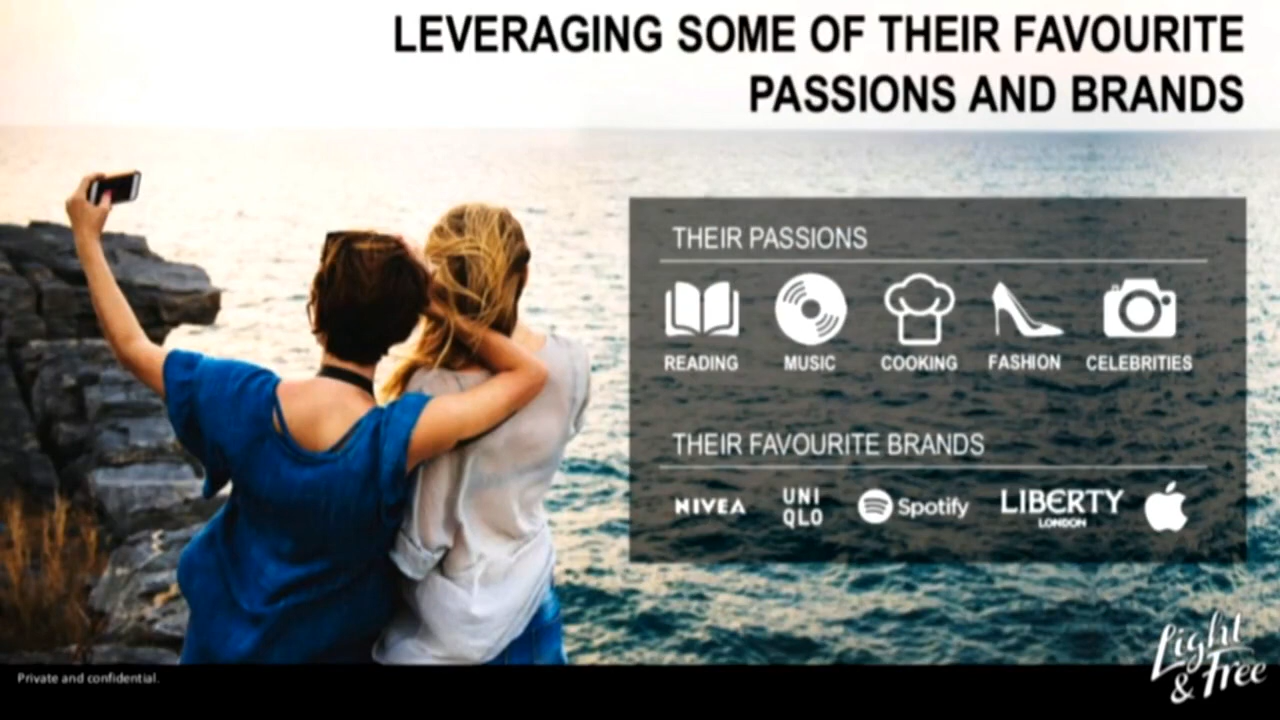 LEVERAGING SOME OF THEIR FAVOURITE
PASSIONS AND BRANDS
THEIR PASSIONS
READING MUSIC COOKING FASHION CELEBRITIES
THEIR FAVOURITE BRANDS
NIVEA UNI QLO Spotify LIBERTY LONDON
Light & Free
Private and confidential.